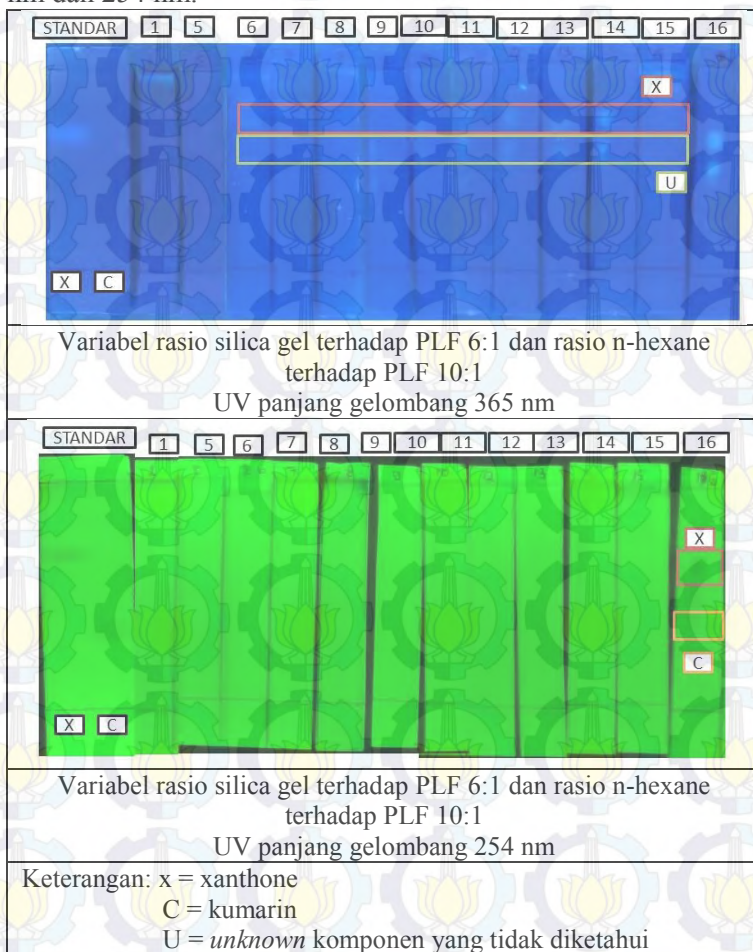 STANDAR 1 5 6 7 8 9 10 11 12 13 14 15 16
X
U
X C
Variabel rasio silica gel terhadap PLF 6:1 dan rasio n-hexane
terhadap PLF 10:1
UV panjang gelombang 365 nm
STANDAR 1 5 6 7 8 9 10 11 12 13 14 15 16
X
C
X C
Variabel rasio silica gel terhadap PLF 6:1 dan rasio n-hexane
terhadap PLF 10:1
UV panjang gelombang 254 nm
Keterangan: x = xanthone
C = kumarin
U = unknown komponen yang tidak diketahui